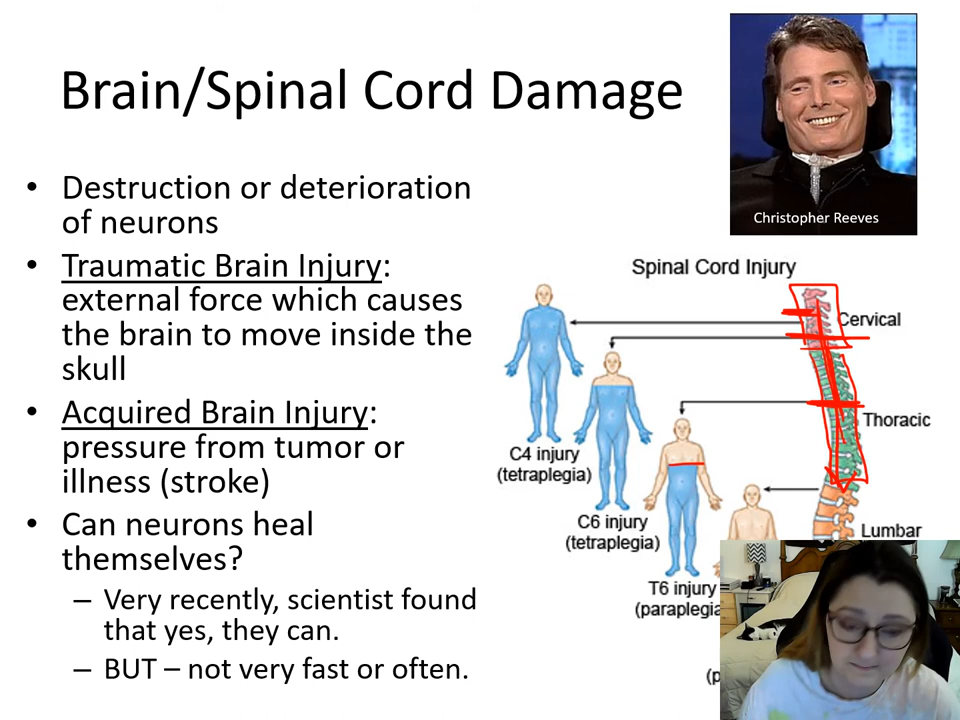 Brain/Spinal Cord Damage
Christopher Reeves
• Destruction or deterioration
of neurons
• Traumatic Brain Injury:
external force which causes
the brain to move inside the
skull
• Acquired Brain Injury:
pressure from tumor or
illness (stroke)
• Can neurons heal
themselves?
– Very recently, scientist found
that yes, they can.
– BUT – not very fast or often.
Spinal Cord Injury
Cervical
Thoracic
C4 injury
(tetraplegia)
C6 injury
(tetraplegia)
Lumbar
T6 injury